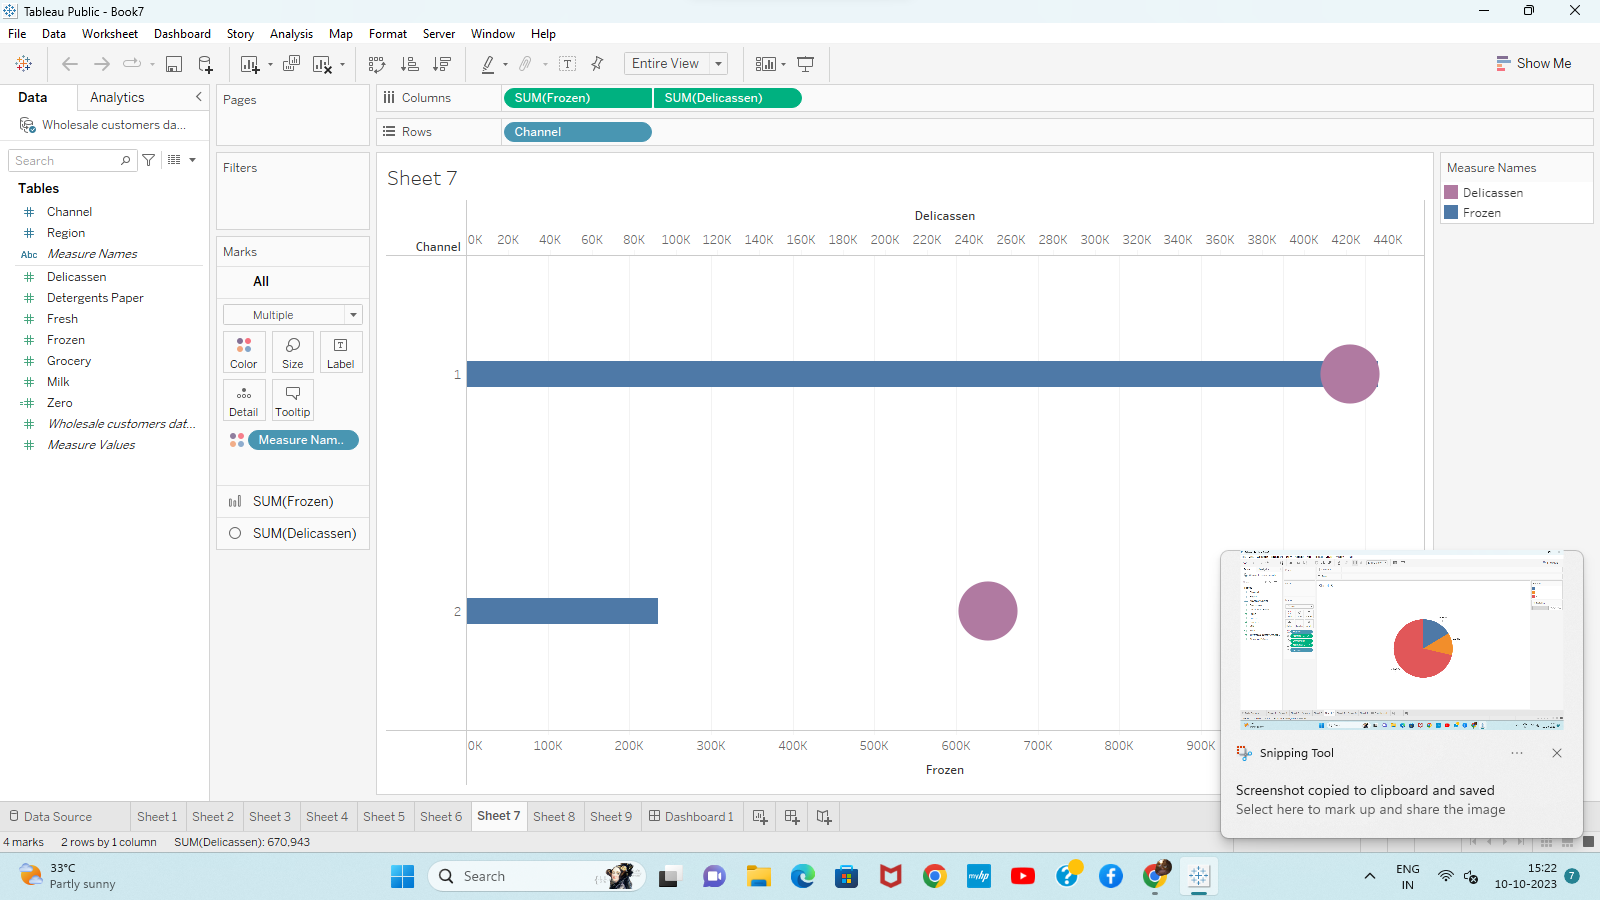 Tableau Public - Book7
File Data Worksheet Dashboard Story Analysis Map Format Server Window Help
Entire View
Show Me
Data Analytics
Pages
Columns SUM(Frozen) SUM(Delicassen)
Wholesale customers da...
Rows Channel
Search
Filters
Sheet 7
Measure Names
Delicassen
Frozen
Tables
Channel
Region
Abc Measure Names
Delicassen
Detergents Paper
Fresh
Frozen
Grocery
Milk
Zero
Wholesale customers dat...
Measure Values
Marks
All
Multiple
Color Size Label
Detail Tooltip
Measure Nam..
SUM(Frozen)
SUM(Delicassen)
Delicassen
Channel 0K 20K 40K 60K 80K 100K 120K 140K 160K 180K 200K 220K 240K 260K 280K 300K 320K 340K 360K 380K 400K 420K 440K
1
2
0K 100K 200K 300K 400K 500K 600K 700K 800K 900K
Frozen
Snipping Tool
Screenshot copied to clipboard and saved
Select here to mark up and share the image
Data Source Sheet 1 Sheet 2 Sheet 3 Sheet 4 Sheet 5 Sheet 6 Sheet 7 Sheet 8 Sheet 9 Dashboard 1
4 marks 2 rows by 1 column SUM(Delicassen): 670,943
33°C
Partly sunny
Search
myhp
ENG
IN
15:22
10-10-2023
7